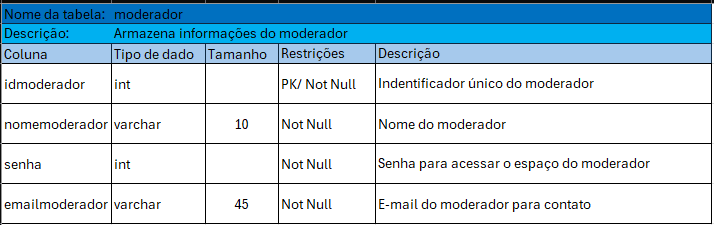 Nome da tabela: moderador
Descrição: Armazena informações do moderador
Coluna Tipo de dado Tamanho Restrições Descrição
idmoderador int PK/ Not Null Indentificador único do moderador
nomemoderador varchar 10 Not Null Nome do moderador
senha int Not Null Senha para acessar o espaço do moderador
emailmoderador varchar 45 Not Null E-mail do moderador para contato